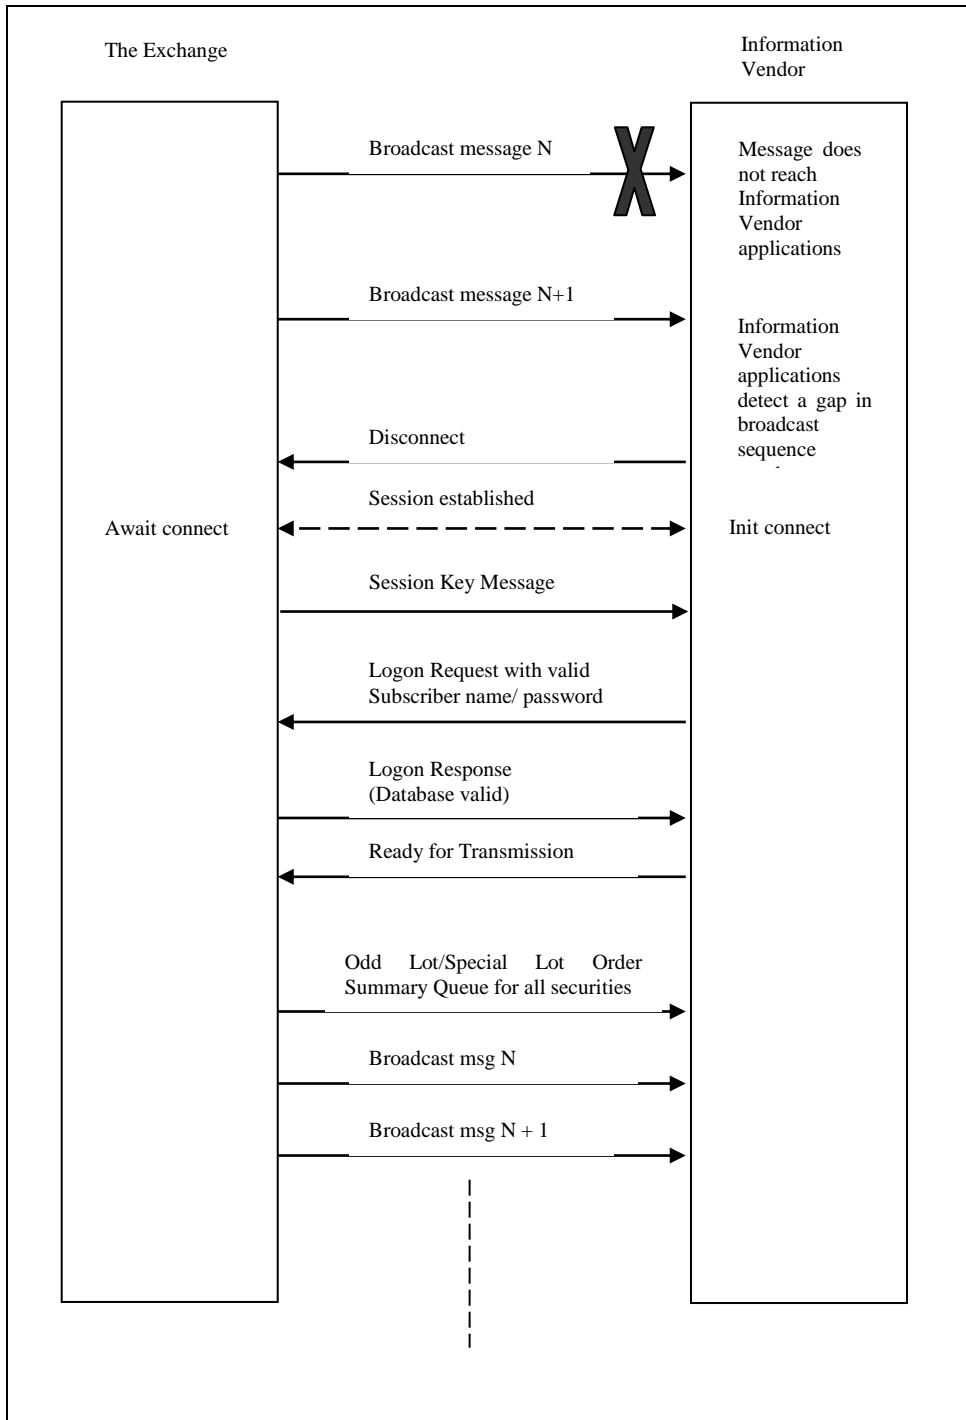 The Exchange
Information
Vendor
Broadcast message N
Message does
not reach
Information
Vendor
applications
Broadcast message N+1
Information
Vendor
applications
detect a gap in
broadcast
sequence
Disconnect
Session established
Await connect
Init connect
Session Key Message
Logon Request with valid
Subscriber name/ password
Logon Response
(Database valid)
Ready for Transmission
Odd Lot/Special Lot Order
Summary Queue for all securities
Broadcast msg N
Broadcast msg N + 1